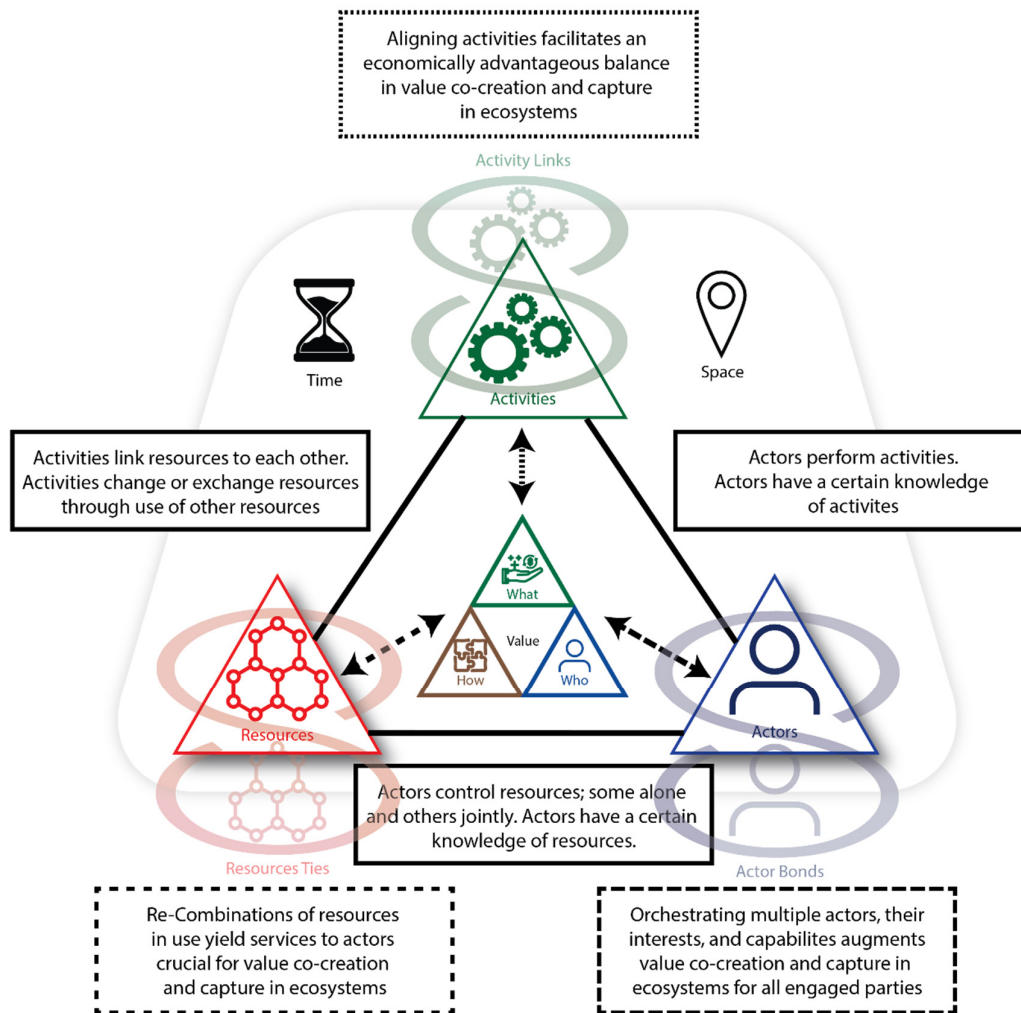 Aligning activities facilitates an
economically advantageous balance
in value co-creation and capture
in ecosystems
Activity Links
Time
Space
Activities
Activities link resources to each other.
Activities change or exchange resources
through use of other resources
Actors perform activities.
Actors have a certain knowledge
of activites
What
Value
How
Who
Resources
Actors
Actors control resources; some alone
and others jointly. Actors have a certain
knowledge of resources.
Resources Ties
Actor Bonds
Re-Combinations of resources
in use yield services to actors
crucial for value co-creation
and capture in ecosystems
Orchestrating multiple actors, their
interests, and capabilites augments
value co-creation and capture in
ecosystems for all engaged parties